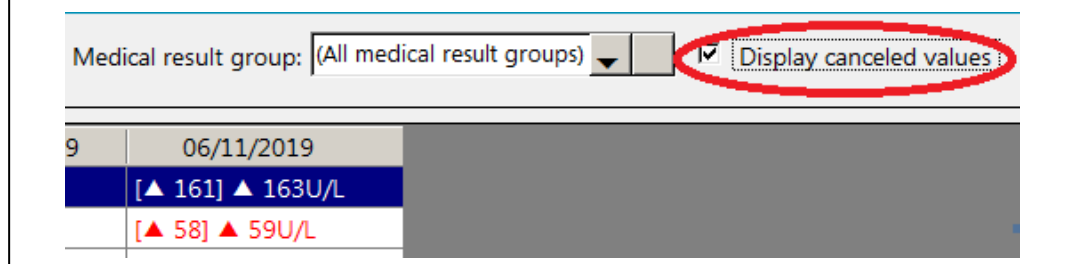 Medical result group: (All medical result groups) Display canceled values
9 06/11/2019
[▲ 161] ▲ 163U/L
[▲ 58] ▲ 59U/L